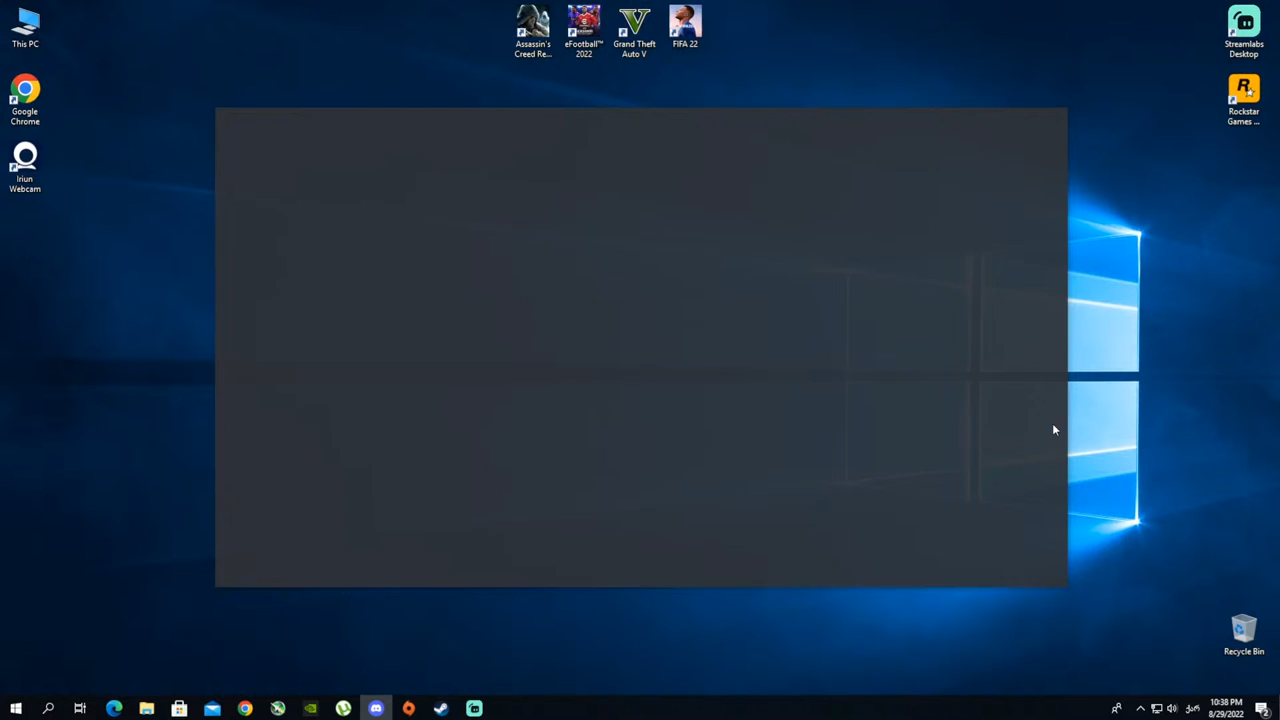 This PC
Assassin's
Creed Re...
eFootball™
2022
Grand Theft
Auto V
FIFA 22
Streamlabs
Desktop
Google
Chrome
Rockstar
Games ...
Iriun
Webcam
Recycle Bin
10:38 PM
8/29/2022
2